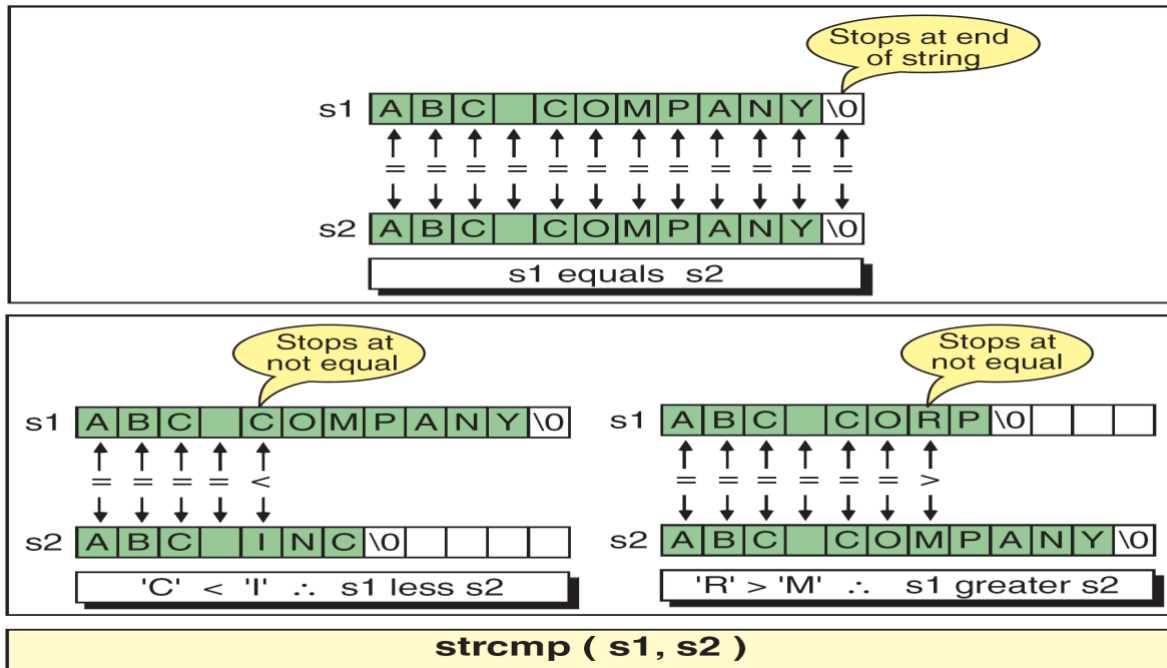 Stops at end
of string
s1 A B C   C O M P A N Y \0
= = = = = = = = = = = =
s2 A B C   C O M P A N Y \0
s1 equals s2
Stops at
not equal
s1 A B C   C O M P A N Y \0
= = = = <
s2 A B C   I N C \0
'C' < 'I' ∴ s1 less s2
Stops at
not equal
s1 A B C   C O R P \0
= = = = = = >
s2 A B C   C O M P A N Y \0
'R' > 'M' ∴ s1 greater s2
strcmp ( s1, s2 )